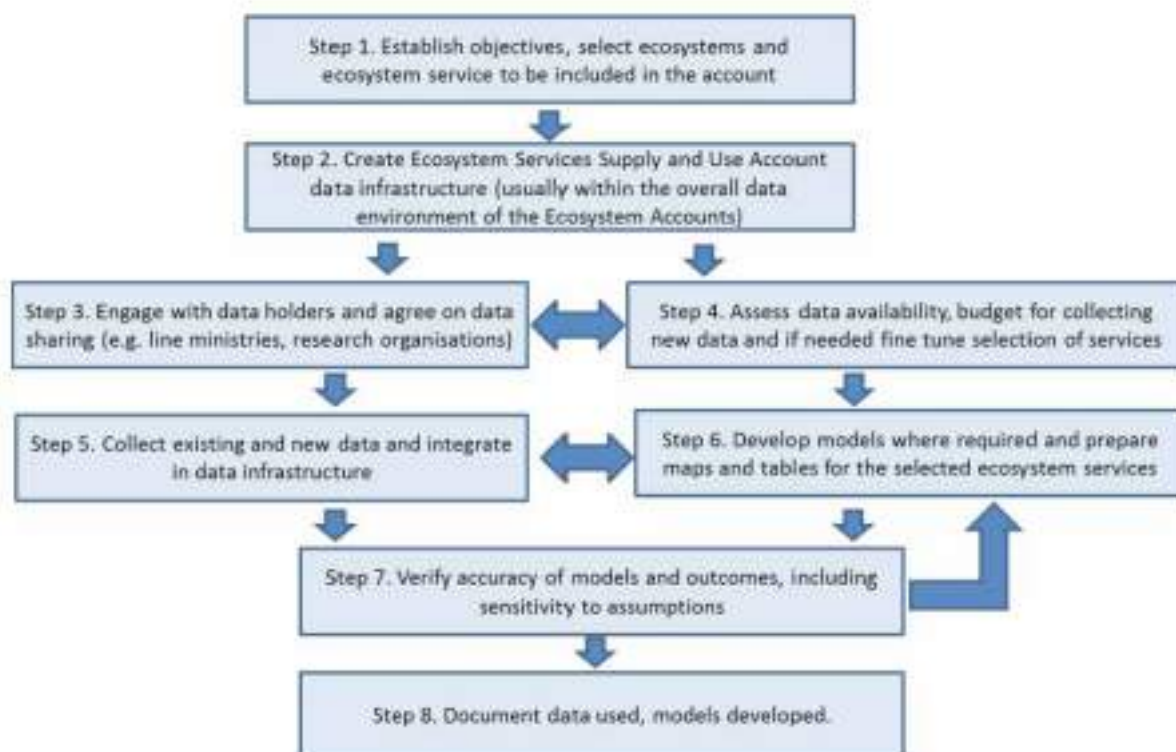 Step 1. Establish objectives, select ecosystems and
ecosystem service to be included in the account
Step 2. Create Ecosystem Services Supply and Use Account
data infrastructure (usually within the overall data
environment of the Ecosystem Accounts)
Step 3. Engage with data holders and agree on data
sharing (e.g. line ministries, research organisations)
Step 4. Assess data availability, budget for collecting
new data and if needed fine tune selection of services
Step 5. Collect existing and new data and integrate
in data infrastructure
Step 6. Develop models where required and prepare
maps and tables for the selected ecosystem services
Step 7. Verify accuracy of models and outcomes, including
sensitivity to assumptions
Step 8. Document data used, models developed.